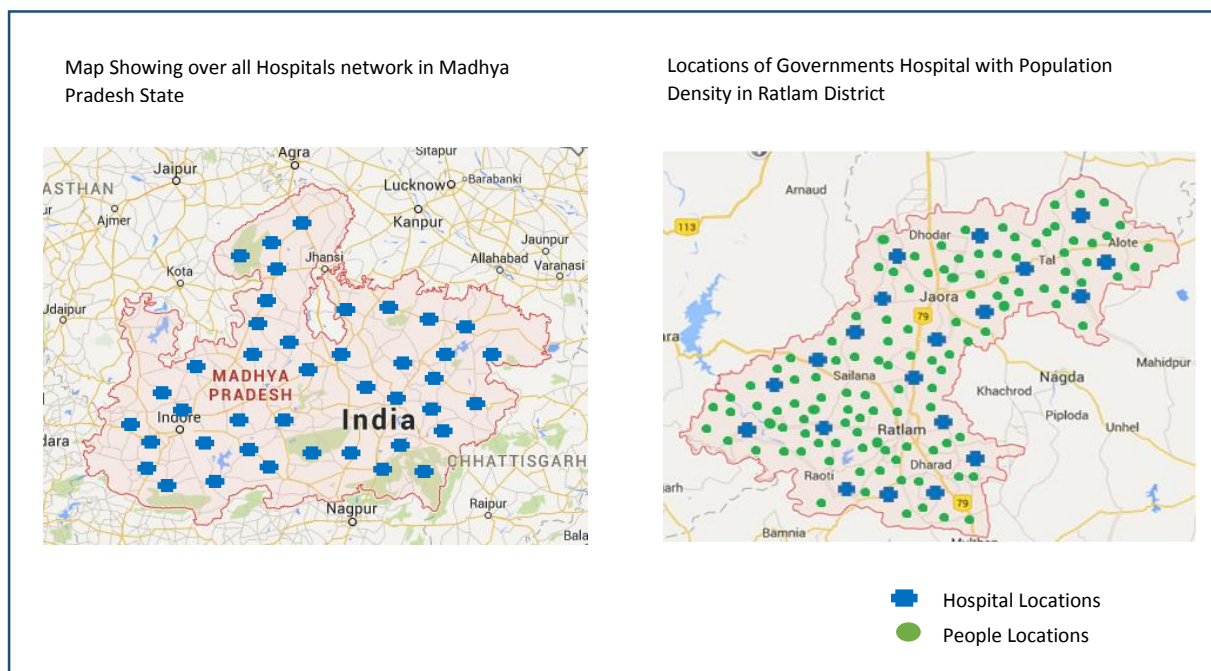 Map Showing over all Hospitals network in Madhya
Pradesh State
Locations of Governments Hospital with Population
Density in Ratlam District
Agra
Sitapur
Jaipur
Lucknow
Barabanki
ASTHAN
Kanpur
Ajmer
Jaunpur
Kota
Jhansi
Allahabad
Varanasi
Udaipur
MADHYA
PRADESH
India
Indore
dara
CHHATTISGARH
Nagpur
Raipur
Bala
Arnaud
113
Dhodar
Alote
Tal
Jaora
79
ara
Mahidpur
Sailana
Nagda
Khachrod
Piploda
Unhel
Ratlam
Dharad
Raoti
garh
79
Bamnia
Hospital Locations
People Locations